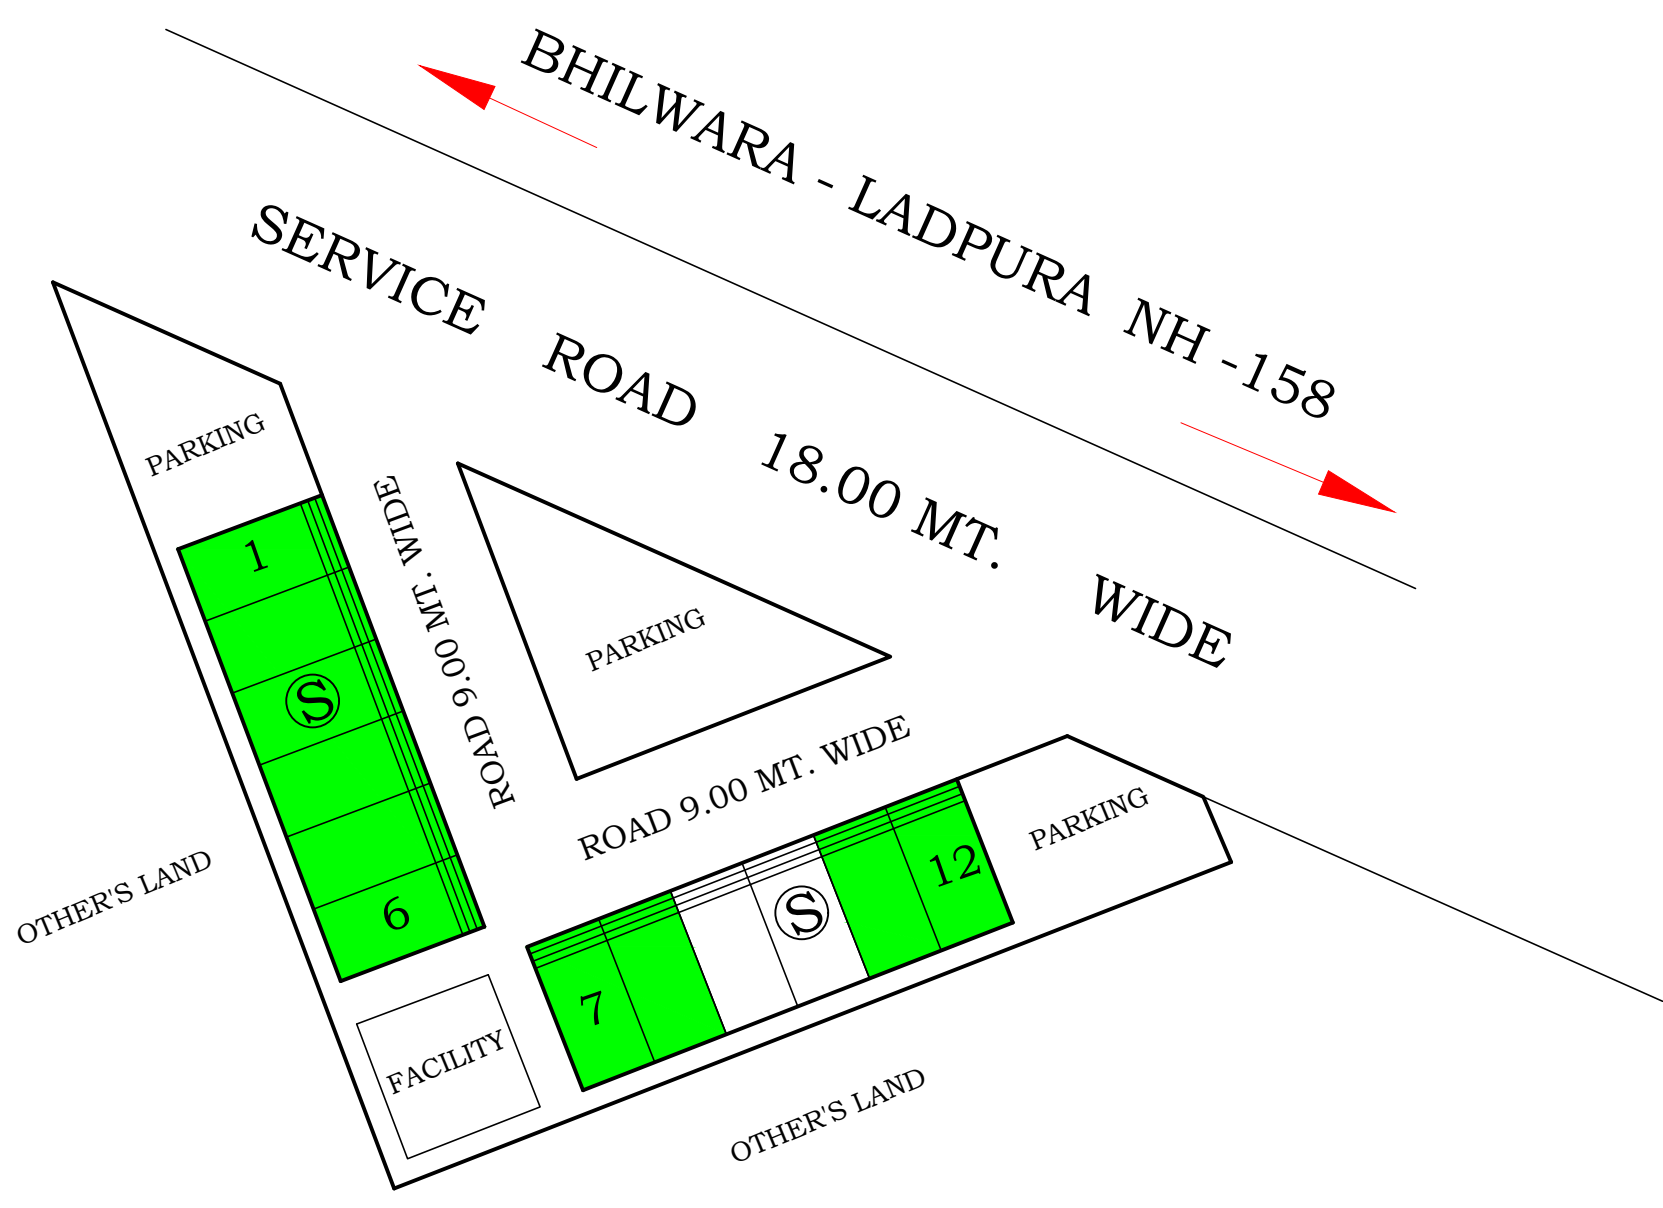 BHILWARA - LADPURA NH -158
SERVICE ROAD 18.00 MT. WIDE
PARKING
ROAD 9.00 MT. WIDE
PARKING
1
S
6
ROAD 9.00 MT. WIDE
PARKING
7
S
12
OTHER'S LAND
FACILITY
OTHER'S LAND